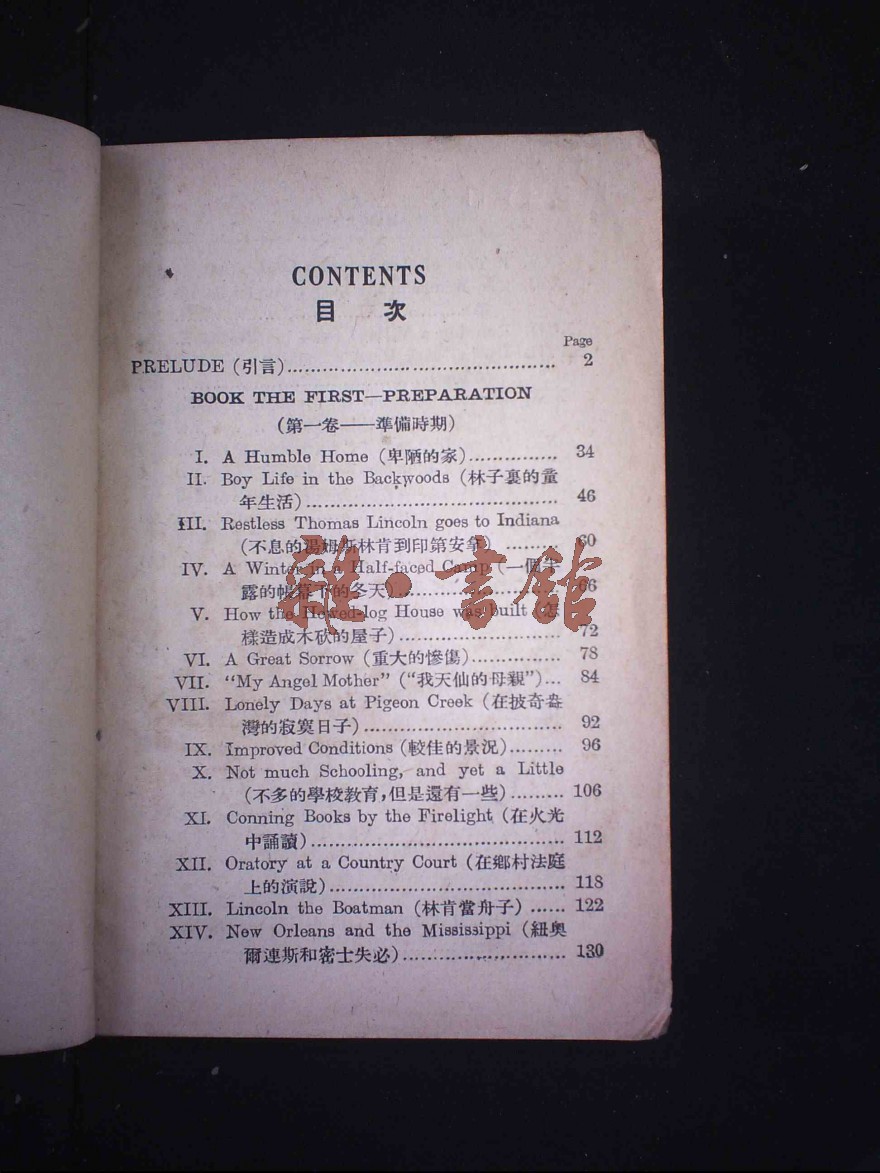 CONTENTS
目 次
Page
PRELUDE (引言)........................................ 2
BOOK THE FIRST—PREPARATION
(第一卷——準備時期)
I. A Humble Home (卑陋的家)............... 34
II. Boy Life in the Backwoods (林子裏的童
年生活)........................................ 46
III. Restless Thomas Lincoln goes to Indiana
(不息的湯姆斯林肯到印第安拿) ......... 60
IV. A Winter in a Half-faced Camp (一個半
露的帳幕下的冬天)........................... 66
V. How the Hewed-log House was built (怎
樣造成木砍的屋子)........................... 72
VI. A Great Sorrow (重大的慘傷)............... 78
VII. "My Angel Mother" ("我天仙的母親")... 84
VIII. Lonely Days at Pigeon Creek (在披奇
灣的寂寞日子)................................. 92
IX. Improved Conditions (較佳的景況)......... 96
X. Not much Schooling, and yet a Little
(不多的學校教育,但是還有一些)......... 106
XI. Conning Books by the Firelight (在火光
中誦讀)......................................... 112
XII. Oratory at a Country Court (在鄉村法庭
上的演說)...................................... 118
XIII. Lincoln the Boatman (林肯當舟子) ...... 122
XIV. New Orleans and the Mississippi (紐奧
爾連斯和密士失必)........................... 130
雜·書館